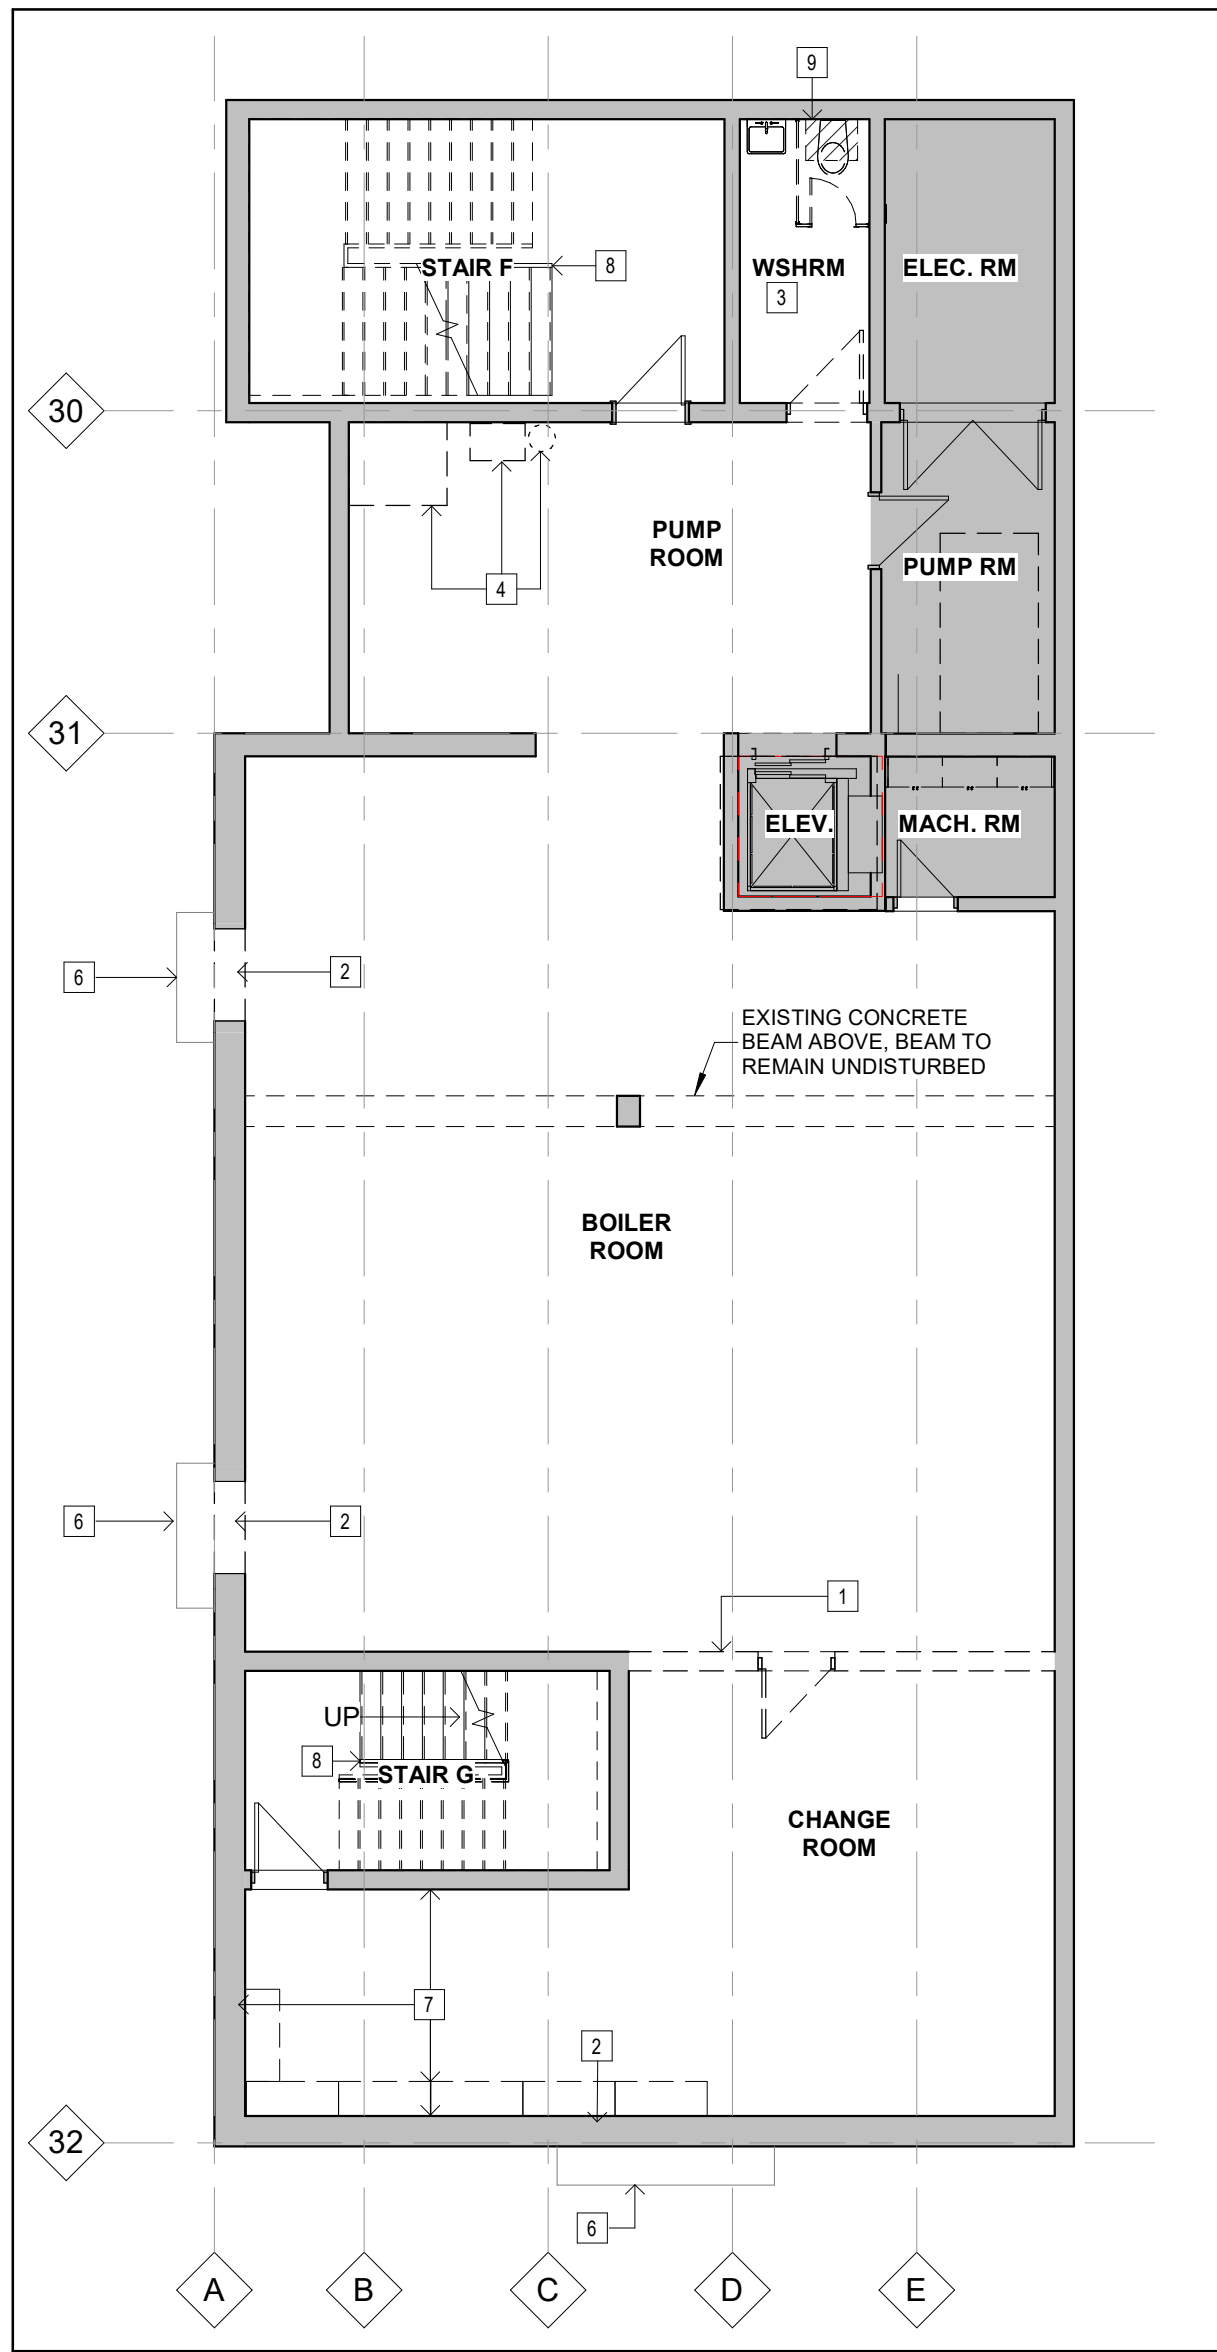 9
STAIR F
8
WSHRM
3
ELEC. RM
30
PUMP
ROOM
PUMP RM
4
31
ELEV.
MACH. RM
6
2
EXISTING CONCRETE
BEAM ABOVE, BEAM TO
REMAIN UNDISTURBED
BOILER
ROOM
6
2
1
UP
8
STAIR G
CHANGE
ROOM
7
2
32
6
A
B
C
D
E